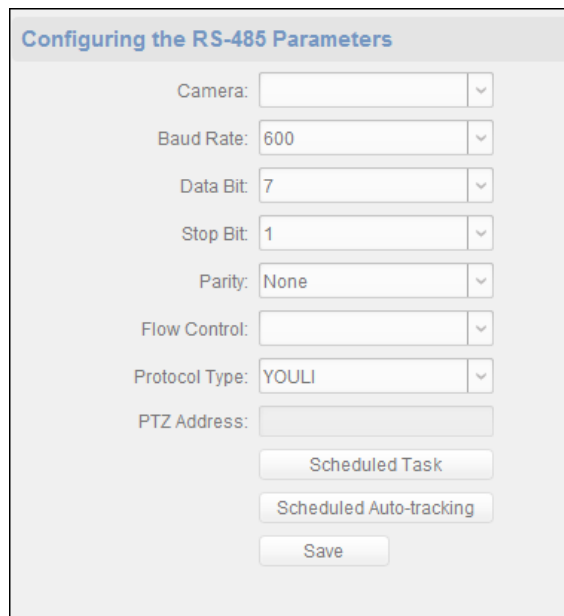 Configuring the RS-485 Parameters
Camera:
Baud Rate: 600
Data Bit: 7
Stop Bit: 1
Parity: None
Flow Control:
Protocol Type: YOULI
PTZ Address:
Scheduled Task
Scheduled Auto-tracking
Save